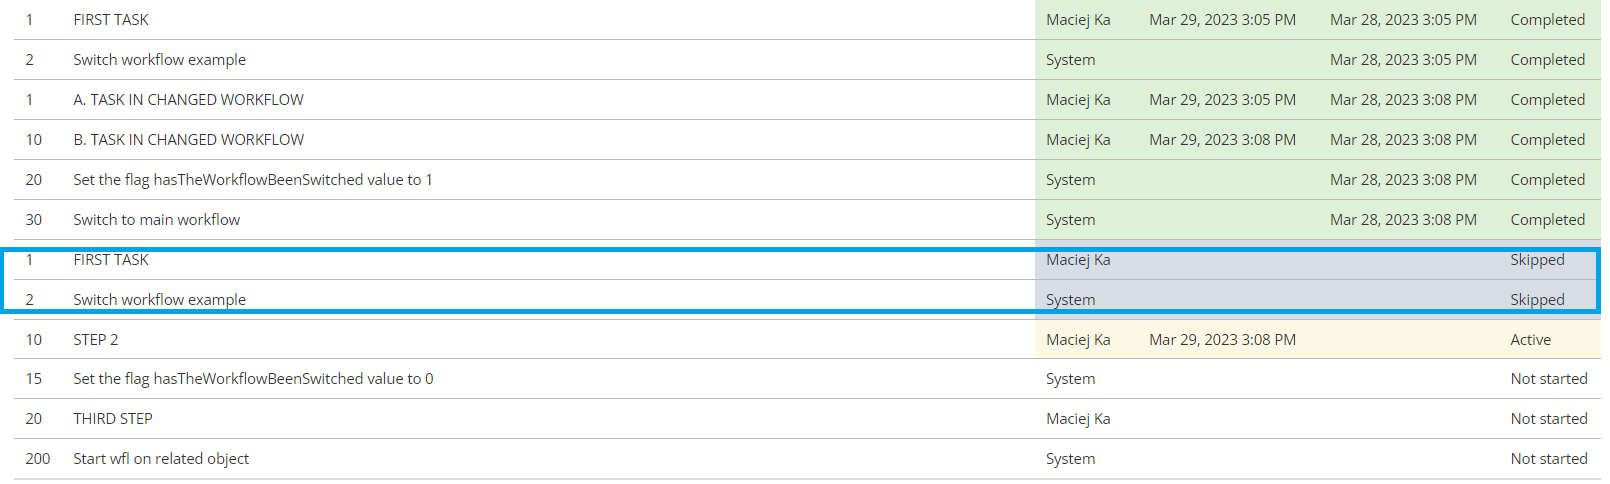 1 FIRST TASK Maciej Ka Mar 29, 2023 3:05 PM Mar 28, 2023 3:05 PM Completed
2 Switch workflow example System Mar 28, 2023 3:05 PM Completed
1 A. TASK IN CHANGED WORKFLOW Maciej Ka Mar 29, 2023 3:05 PM Mar 28, 2023 3:08 PM Completed
10 B. TASK IN CHANGED WORKFLOW Maciej Ka Mar 29, 2023 3:08 PM Mar 28, 2023 3:08 PM Completed
20 Set the flag hasTheWorkflowBeenSwitched value to 1 System Mar 28, 2023 3:08 PM Completed
30 Switch to main workflow System Mar 28, 2023 3:08 PM Completed
1 FIRST TASK Maciej Ka Skipped
2 Switch workflow example System Skipped
10 STEP 2 Maciej Ka Mar 29, 2023 3:08 PM Active
15 Set the flag hasTheWorkflowBeenSwitched value to 0 System Not started
20 THIRD STEP Maciej Ka Not started
200 Start wfl on related object System Not started